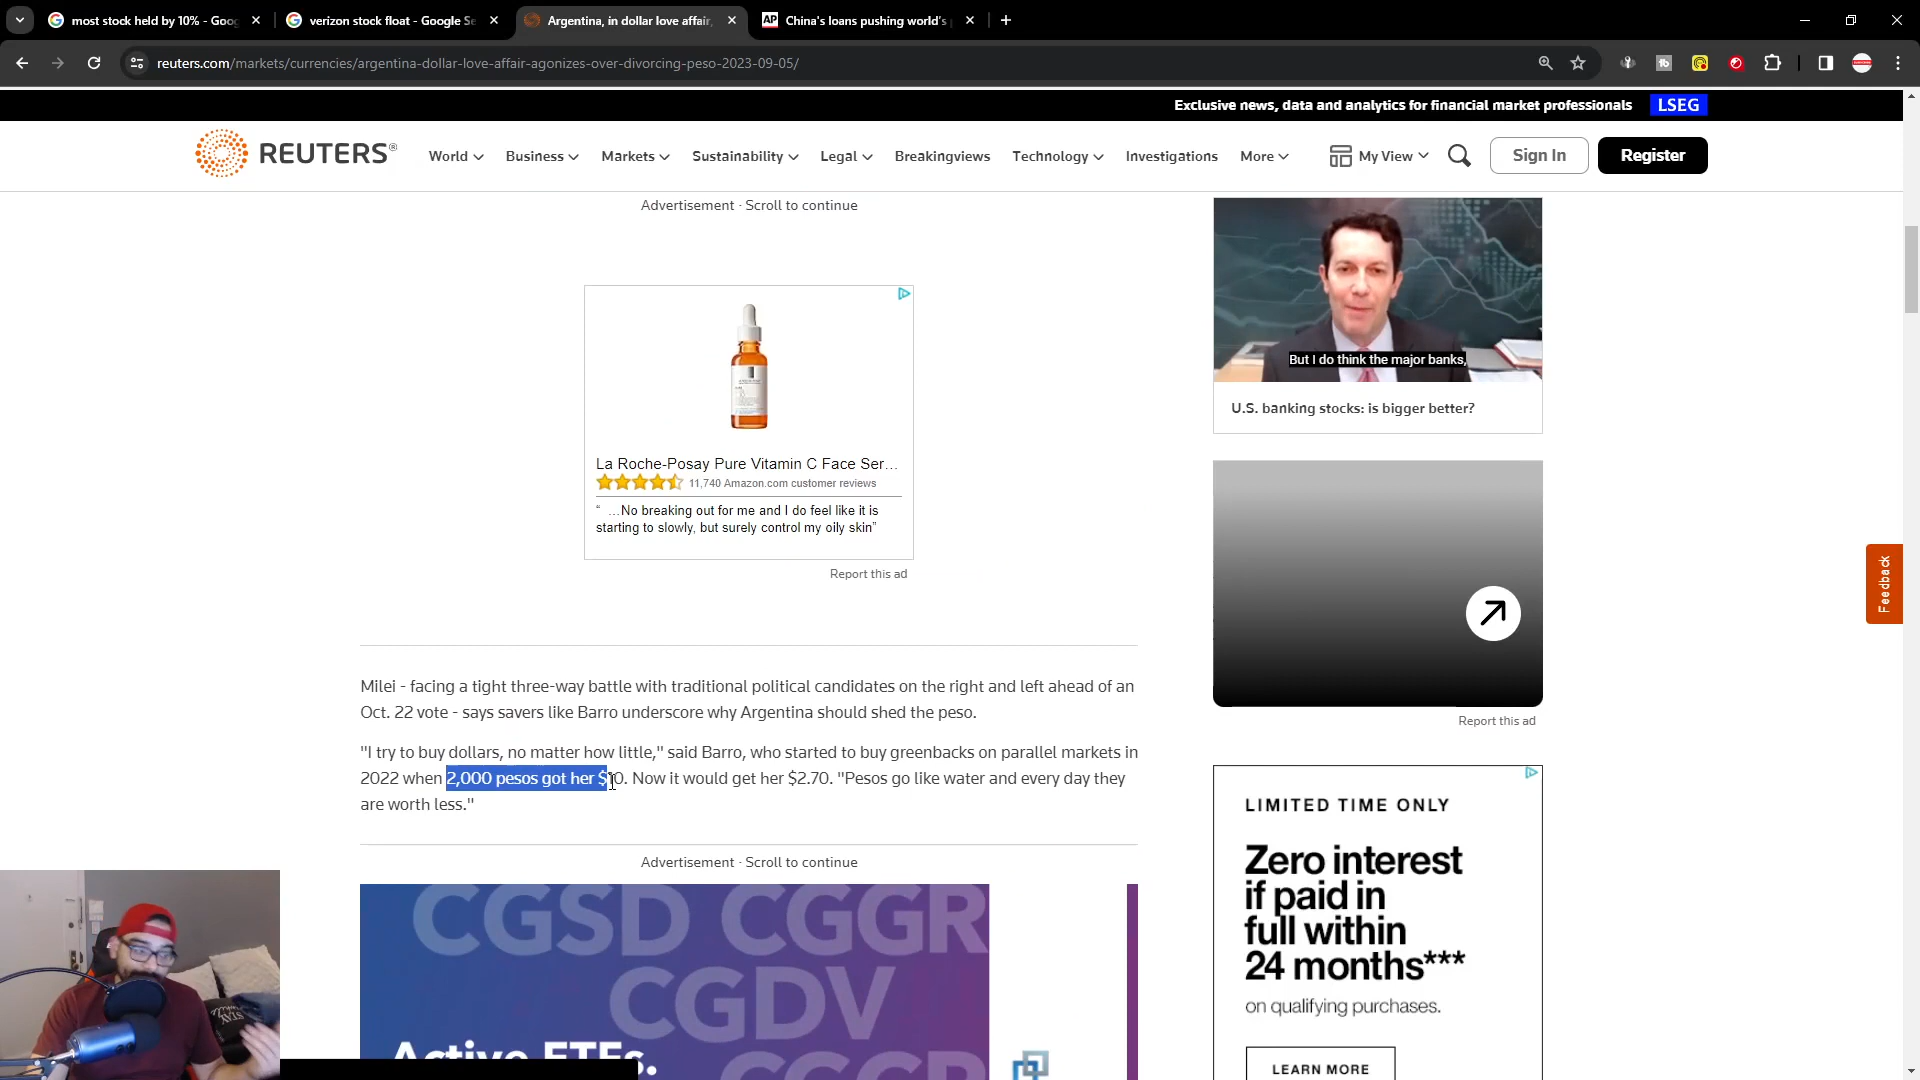 most stock held by 10% - Goog
verizon stock float - Google Se
Argentina, in dollar love affair,
AP
China's loans pushing world's p
reuters.com/markets/currencies/argentina-dollar-love-affair-agonizes-over-divorcing-peso-2023-09-05/
Exclusive news, data and analytics for financial market professionals
LSEG
REUTERS®
World
Business
Markets
Sustainability
Legal
Breakingviews
Technology
Investigations
More
My View
Sign In
Register
Advertisement · Scroll to continue
La Roche-Posay Pure Vitamin C Face Ser…
11,740 Amazon.com customer reviews
“ …No breaking out for me and I do feel like it is
starting to slowly, but surely control my oily skin”
Report this ad
But I do think the major banks,
U.S. banking stocks: is bigger better?
Report this ad
Feedback
Milei - facing a tight three-way battle with traditional political candidates on the right and left ahead of an
Oct. 22 vote - says savers like Barro underscore why Argentina should shed the peso.
"I try to buy dollars, no matter how little," said Barro, who started to buy greenbacks on parallel markets in
2022 when 2,000 pesos got her $10. Now it would get her $2.70. "Pesos go like water and every day they
are worth less."
Advertisement · Scroll to continue
CGSD CGGR
CGDV
Active ETFs.
LIMITED TIME ONLY
Zero interest
if paid in
full within
24 months***
on qualifying purchases.
LEARN MORE